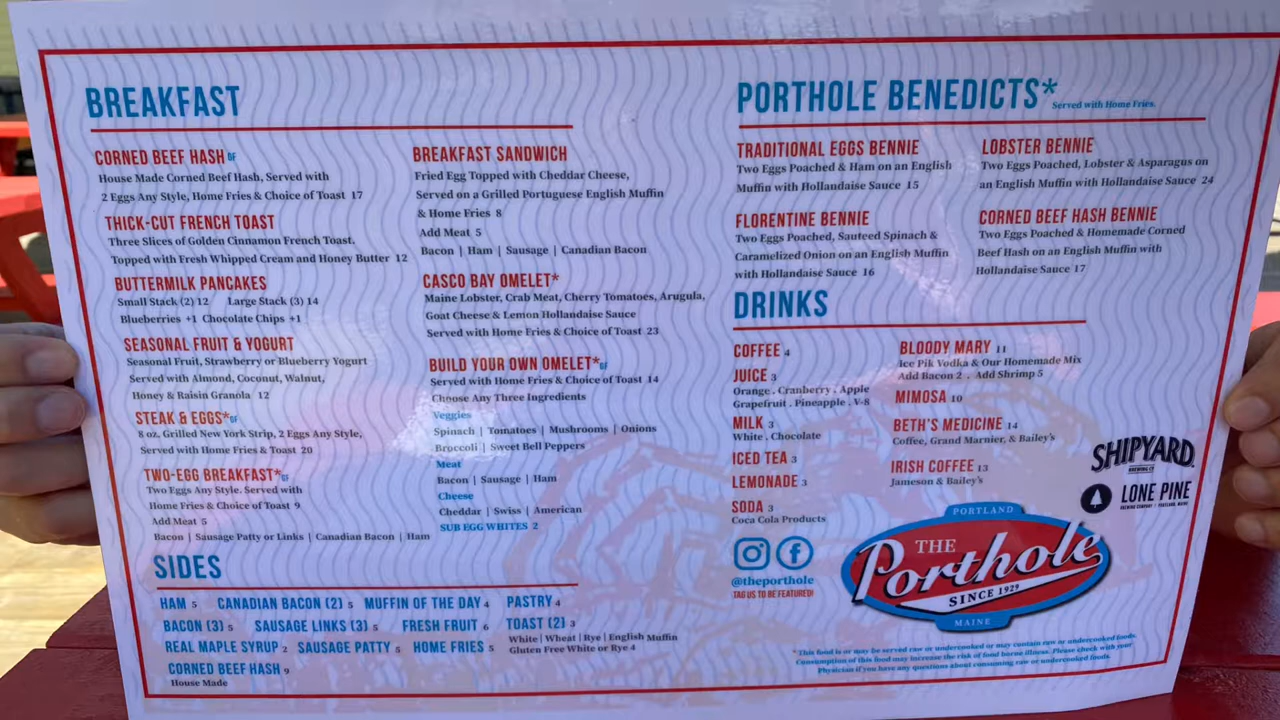 BREAKFAST
CORNED BEEF HASH GF
House Made Corned Beef Hash, Served with
2 Eggs Any Style, Home Fries & Choice of Toast 17
THICK-CUT FRENCH TOAST
Three Slices of Golden Cinnamon French Toast.
Topped with Fresh Whipped Cream and Honey Butter 12
BUTTERMILK PANCAKES
Small Stack (2) 12 Large Stack (3) 14
Blueberries +1 Chocolate Chips +1
SEASONAL FRUIT & YOGURT
Seasonal Fruit, Strawberry or Blueberry Yogurt
Served with Almond, Coconut, Walnut,
Honey & Raisin Granola 12
STEAK & EGGS* GF
8 oz. Grilled New York Strip, 2 Eggs Any Style,
Served with Home Fries & Toast 20
TWO-EGG BREAKFAST* GF
Two Eggs Any Style. Served with
Home Fries & Choice of Toast 9
Add Meat 5
Bacon | Sausage Patty or Links | Canadian Bacon | Ham
BREAKFAST SANDWICH
Fried Egg Topped with Cheddar Cheese,
Served on a Grilled Portuguese English Muffin
& Home Fries 8
Add Meat 5
Bacon | Ham | Sausage | Canadian Bacon
CASCO BAY OMELET*
Maine Lobster, Crab Meat, Cherry Tomatoes, Arugula,
Goat Cheese & Lemon Hollandaise Sauce
Served with Home Fries & Choice of Toast 23
BUILD YOUR OWN OMELET* GF
Served with Home Fries & Choice of Toast 14
Choose Any Three Ingredients
Veggies
Spinach | Tomatoes | Mushrooms | Onions
Broccoli | Sweet Bell Peppers
Meat
Bacon | Sausage | Ham
Cheese
Cheddar | Swiss | American
SUB EGG WHITES 2
SIDES
HAM 5 CANADIAN BACON (2) 5 MUFFIN OF THE DAY 4 PASTRY 4
BACON (3) 5 SAUSAGE LINKS (3) 5 FRESH FRUIT 6 TOAST (2) 3
White | Wheat | Rye | English Muffin
Gluten Free White or Rye 4
REAL MAPLE SYRUP 2 SAUSAGE PATTY 5 HOME FRIES 5
CORNED BEEF HASH 9
House Made
PORTHOLE BENEDICTS* Served with Home Fries.
TRADITIONAL EGGS BENNIE
Two Eggs Poached & Ham on an English
Muffin with Hollandaise Sauce 15
LOBSTER BENNIE
Two Eggs Poached, Lobster & Asparagus on
an English Muffin with Hollandaise Sauce 24
FLORENTINE BENNIE
Two Eggs Poached, Sauteed Spinach &
Caramelized Onion on an English Muffin
with Hollandaise Sauce 16
CORNED BEEF HASH BENNIE
Two Eggs Poached & Homemade Corned
Beef Hash on an English Muffin with
Hollandaise Sauce 17
DRINKS
COFFEE 4
JUICE 3
Orange . Cranberry . Apple
Grapefruit . Pineapple . V-8
MILK 3
White . Chocolate
ICED TEA 3
LEMONADE 3
SODA 3
Coca Cola Products
BLOODY MARY 11
Ice Pik Vodka & Our Homemade Mix
Add Bacon 2 . Add Shrimp 5
MIMOSA 10
BETH'S MEDICINE 14
Coffee, Grand Marnier, & Bailey's
IRISH COFFEE 13
Jameson & Bailey's
@theporthole
TAG US TO BE FEATURED!
SHIPYARD
BREWING CO
LONE PINE
BREWING COMPANY | PORTLAND, MAINE
PORTLAND
THE
Porthole
SINCE 1929
MAINE
* This food is or may be served raw or undercooked or may contain raw or undercooked foods.
Consumption of this food may increase the risk of food borne illness. Please check with your
Physician if you have any questions about consuming raw or undercooked foods.